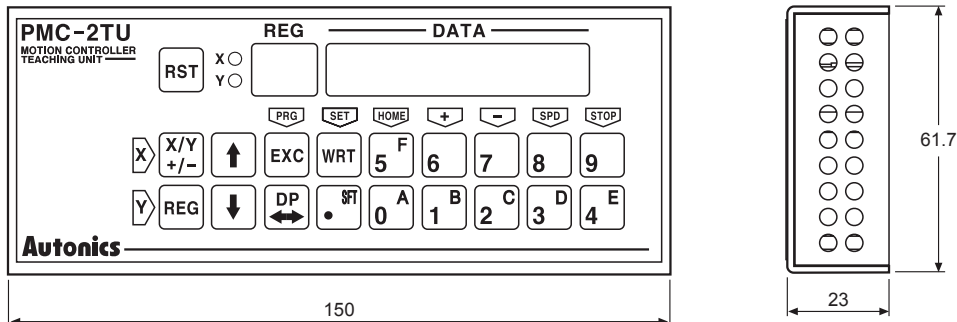 PMC-2TU REG DATA
MOTION CONTROLLER
TEACHING UNIT
RST X
Y
PRG SET HOME + - SPD STOP
X X/Y +/- EXC WRT 5 F 6 7 8 9
Y REG DP • SFT 0 A 1 B 2 C 3 D 4 E
Autonics
150
61.7
23